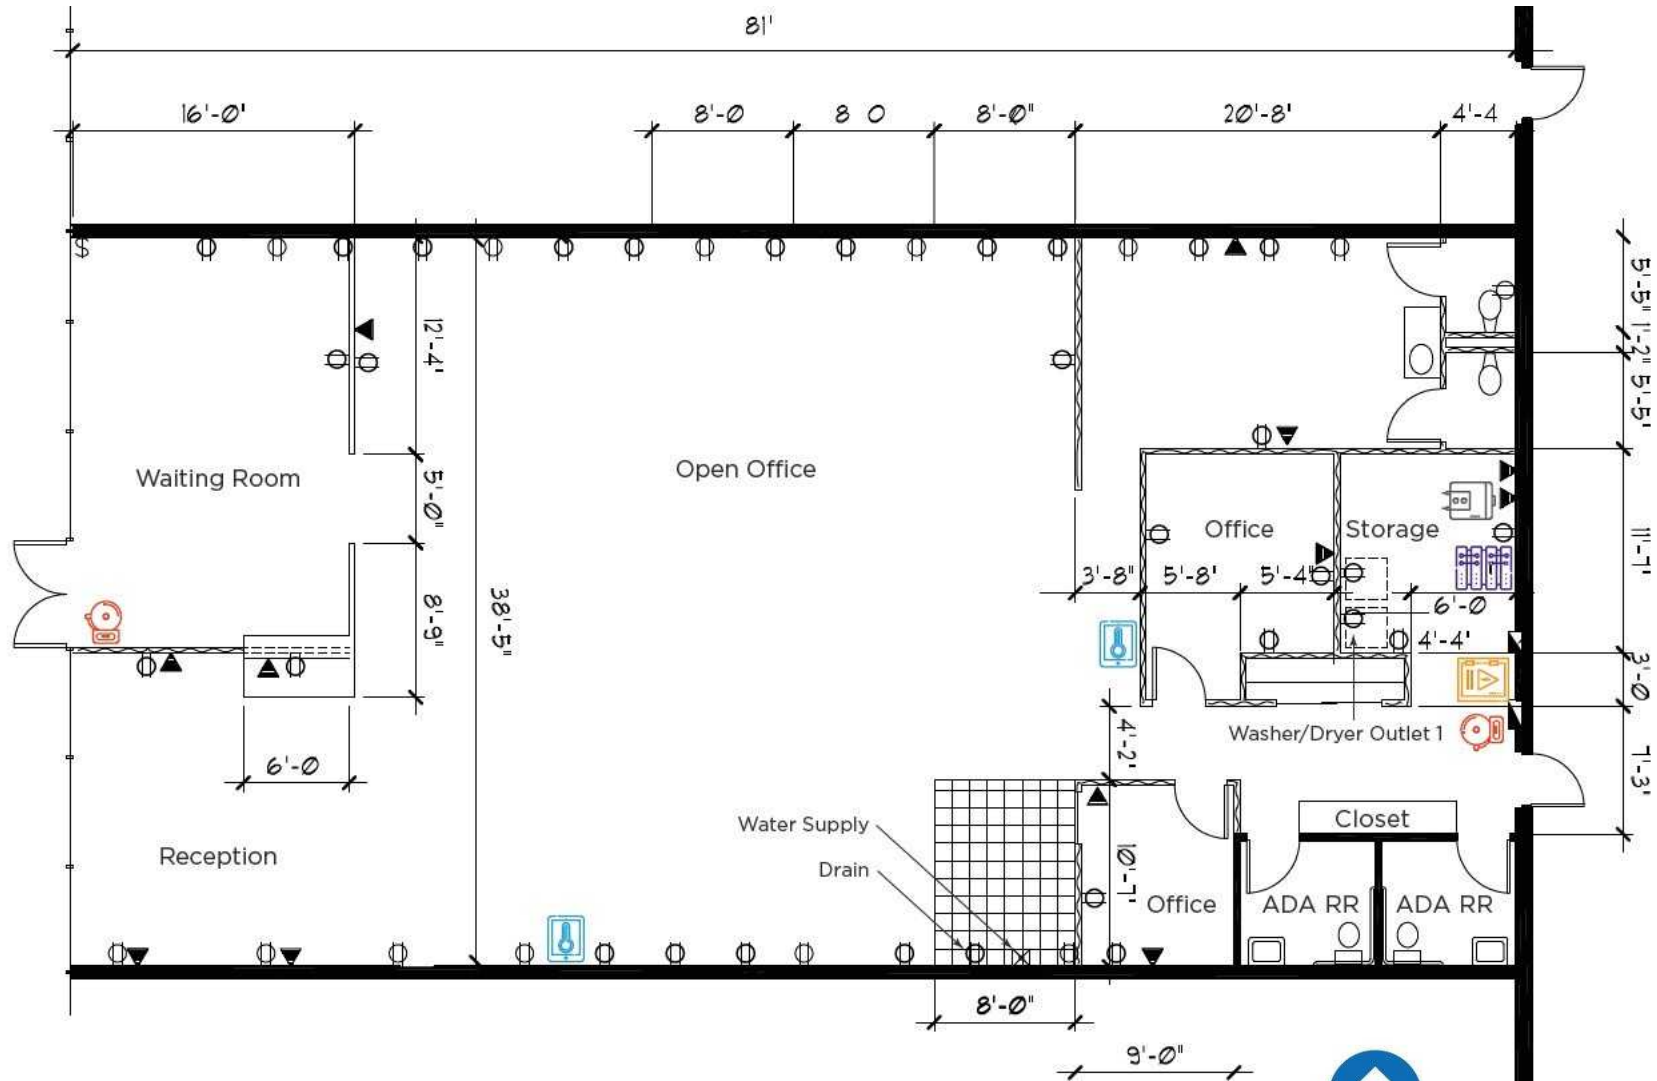 81'
16'-0'
8'-0
8 0
8'-0"
20'-8'
4'-4
$
5'-5"
1'-2"
5'-5'
12'-4'
5'-0"
8'-9"
38'-5"
Waiting Room
Open Office
Office
Storage
11'-7'
3'-8"
5'-8'
5'-4"
6'-0
4'-4'
3'-0
Washer/Dryer Outlet 1
4'-2'
7'-3'
6'-0
Closet
Water Supply
Drain
Reception
10'-7"
Office
ADA RR
ADA RR
8'-0"
9'-0"